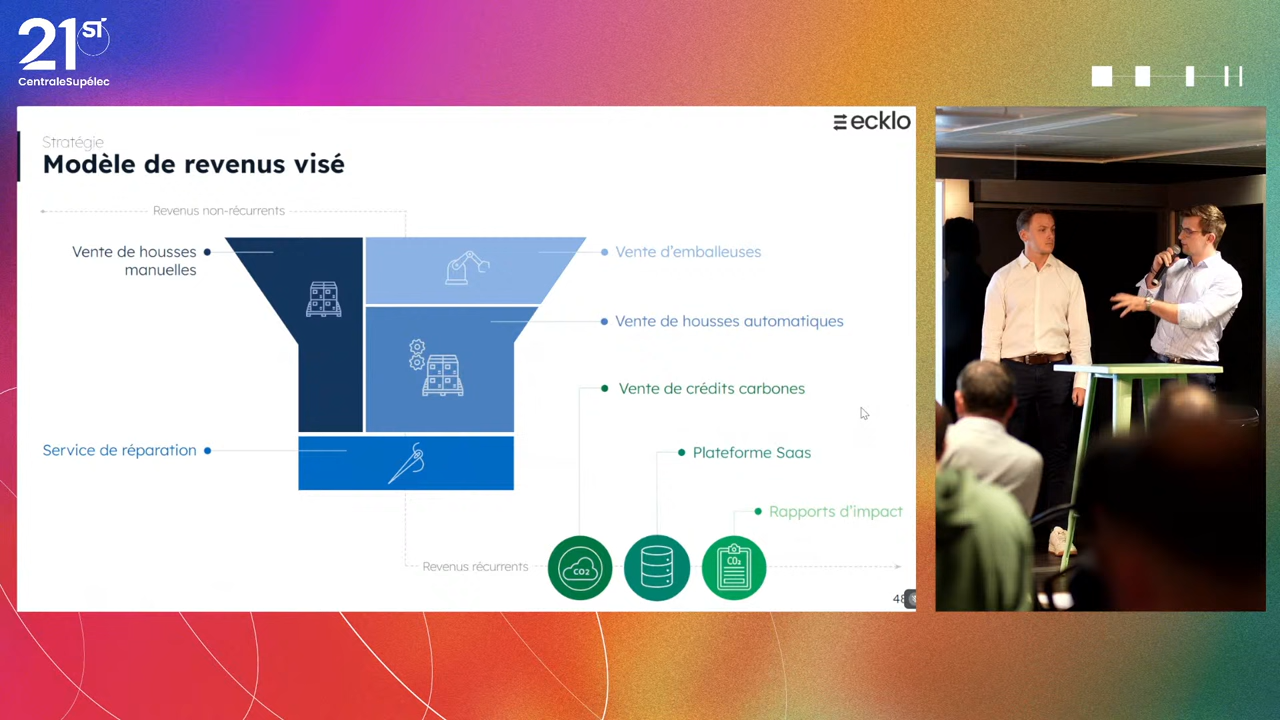 21ST
CentraleSupélec
ecklo
Stratégie
Modèle de revenus visé
Revenus non-récurrents
Vente de housses
manuelles
Vente d'emballeuses
Vente de housses automatiques
Vente de crédits carbones
Service de réparation
Plateforme Saas
Rapports d'impact
Revenus récurrents
CO2
CO₂
48